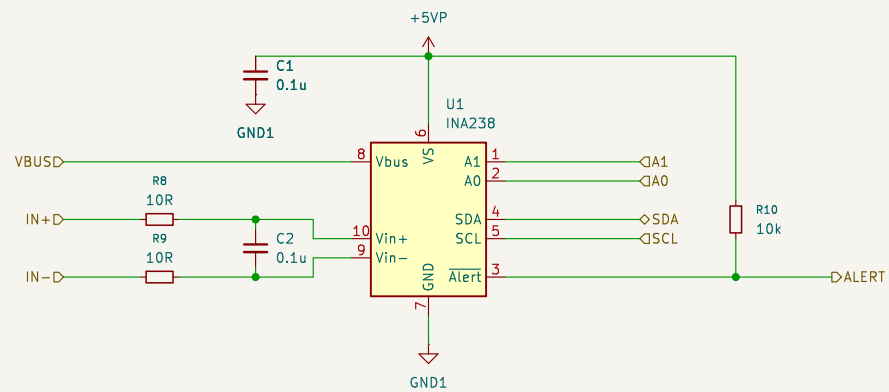 +5VP
C1
0.1u
GND1
U1
INA238
6
VS
VBUS
8
Vbus
A1
1
A1
A0
2
A0
R8
10R
IN+
10
Vin+
SDA
4
SDA
R10
10k
R9
10R
C2
0.1u
9
Vin-
SCL
5
SCL
IN-
GND
Alert
3
ALERT
7
GND1